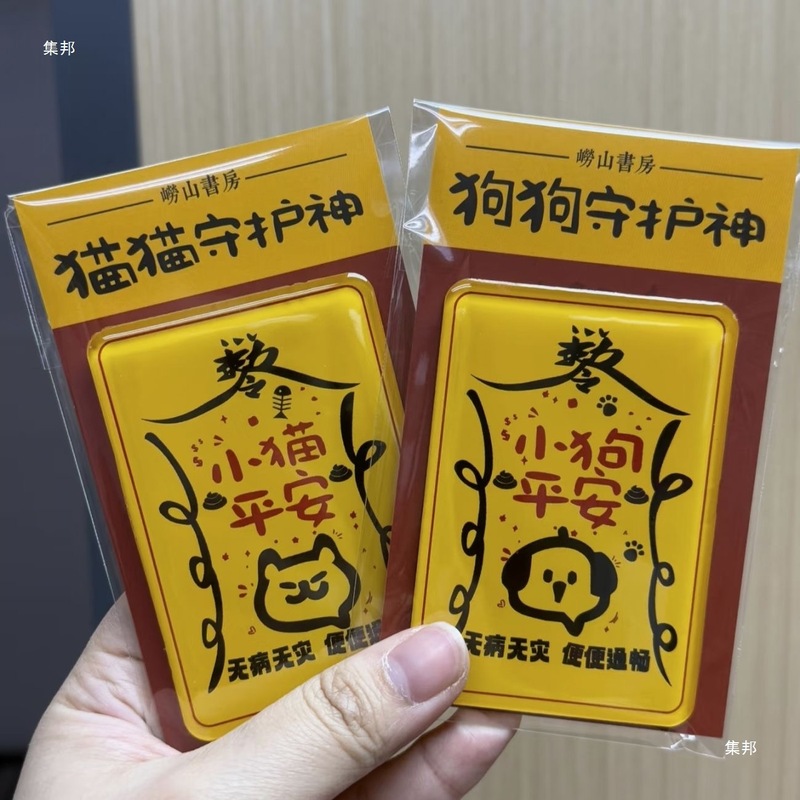 集邦
嶗山書房
猫猫守护神
小猫
平安
无病无灾 便便
嶗山書房
狗狗守护神
小狗
平安
无病无灾 便便通畅
集邦